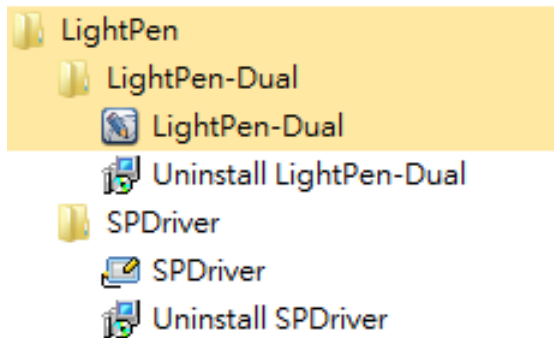 LightPen
LightPen-Dual
LightPen-Dual
Uninstall LightPen-Dual
SPDriver
SPDriver
Uninstall SPDriver